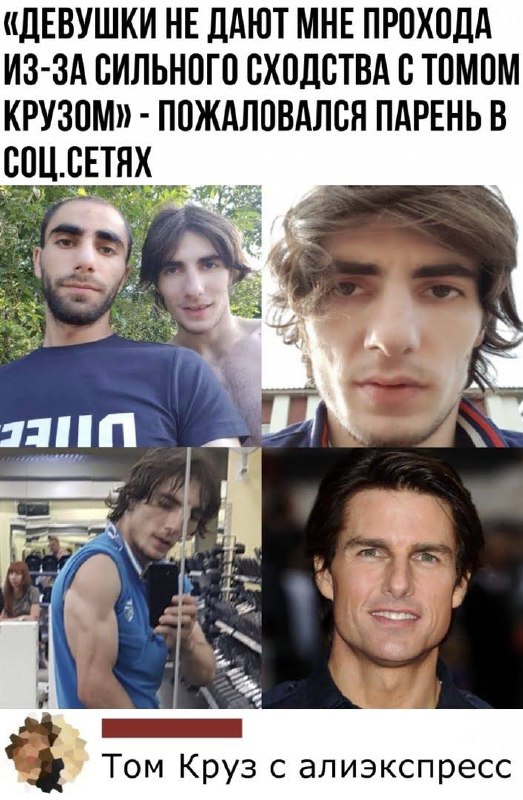 «ДЕВУШКИ НЕ ДАЮТ МНЕ ПРОХОДА
ИЗ-ЗА СИЛЬНОГО СХОДСТВА С ТОМОМ
КРУЗОМ» - ПОЖАЛОВАЛСЯ ПАРЕНЬ В
СОЦ.СЕТЯХ
Том Круз с алиэкспресс